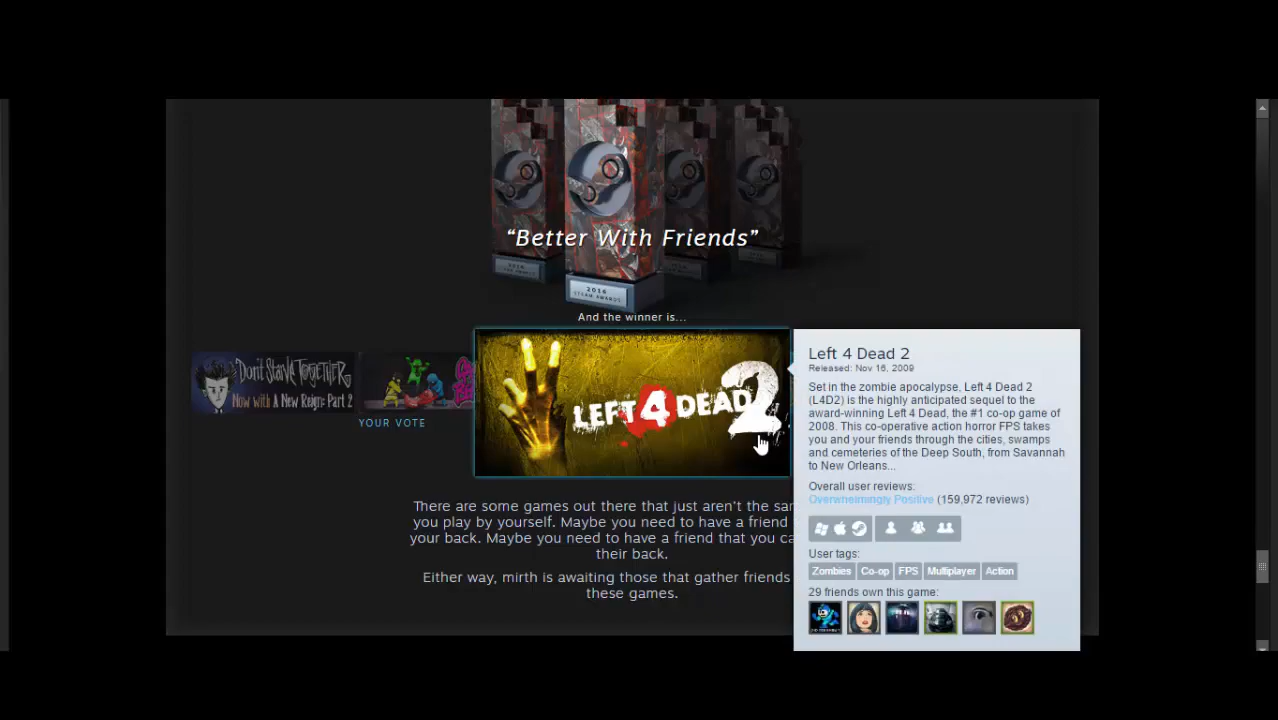 “Better With Friends”
2016
STEAM AWARDS
And the winner is...
Don't Starve Together
Now with A New Reign: Part 2
YOUR VOTE
LEFT 4 DEAD 2
There are some games out there that just aren't the sa
you play by yourself. Maybe you need to have a friend
your back. Maybe you need to have a friend that you ca
their back.
Either way, mirth is awaiting those that gather friends
these games.
Left 4 Dead 2
Released: Nov 16, 2009
Set in the zombie apocalypse, Left 4 Dead 2
(L4D2) is the highly anticipated sequel to the
award-winning Left 4 Dead, the #1 co-op game of
2008. This co-operative action horror FPS takes
you and your friends through the cities, swamps
and cemeteries of the Deep South, from Savannah
to New Orleans...
Overall user reviews:
Overwhelmingly Positive (159,972 reviews)
User tags:
Zombies Co-op FPS Multiplayer Action
29 friends own this game: